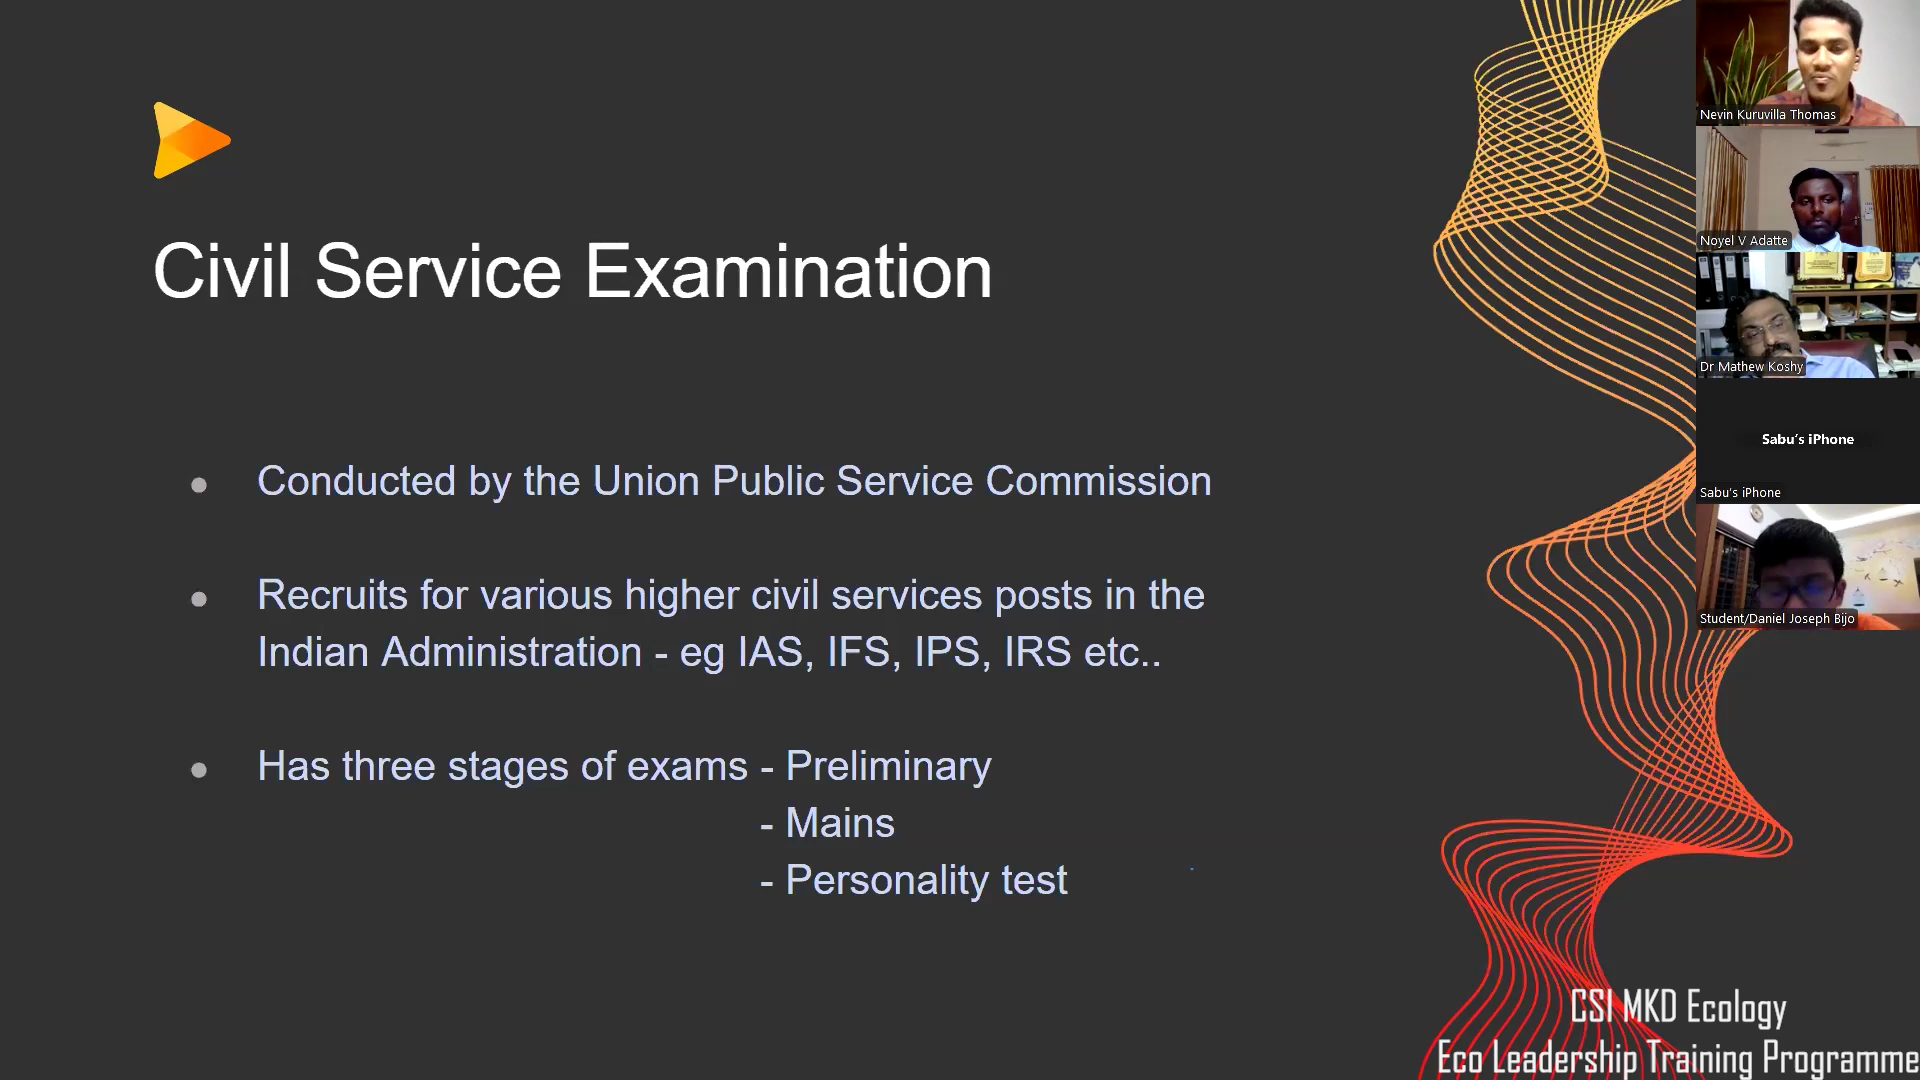 Civil Service Examination
Conducted by the Union Public Service Commission
Recruits for various higher civil services posts in the
Indian Administration - eg IAS, IFS, IPS, IRS etc..
Has three stages of exams - Preliminary
- Mains
- Personality test
Nevin Kuruvilla Thomas
Noyel V Adatte
Dr Mathew Koshy
Sabu's iPhone
Sabu's iPhone
Student/Daniel Joseph Bijo
CSI MKD Ecology
Eco Leadership Training Programme